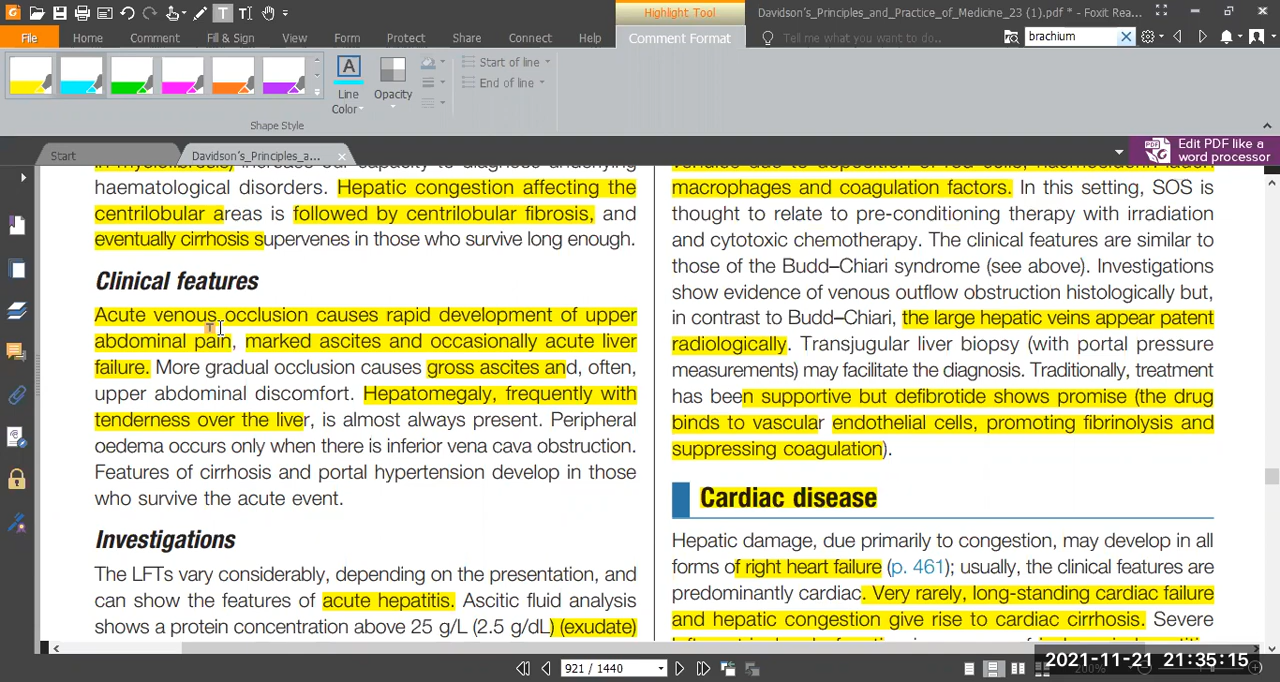 Highlight Tool
Davidson's_Principles_and_Practice_of_Medicine_23 (1).pdf * - Foxit Rea...
File Home Comment Fill & Sign View Form Protect Share Connect Help Comment Format Tell me what you want to do.. brachium
Line Color
Opacity
Start of line
End of line
Shape Style
Start
Davidson's_Principles_a...
Edit PDF like a
word processor
haematological disorders. Hepatic congestion affecting the
centrilobular areas is followed by centrilobular fibrosis, and
eventually cirrhosis supervenes in those who survive long enough.
Clinical features
Acute venous occlusion causes rapid development of upper
abdominal pain, marked ascites and occasionally acute liver
failure. More gradual occlusion causes gross ascites and, often,
upper abdominal discomfort. Hepatomegaly, frequently with
tenderness over the liver, is almost always present. Peripheral
oedema occurs only when there is inferior vena cava obstruction.
Features of cirrhosis and portal hypertension develop in those
who survive the acute event.
Investigations
The LFTs vary considerably, depending on the presentation, and
can show the features of acute hepatitis. Ascitic fluid analysis
shows a protein concentration above 25 g/L (2.5 g/dL) (exudate)
macrophages and coagulation factors. In this setting, SOS is
thought to relate to pre-conditioning therapy with irradiation
and cytotoxic chemotherapy. The clinical features are similar to
those of the Budd–Chiari syndrome (see above). Investigations
show evidence of venous outflow obstruction histologically but,
in contrast to Budd–Chiari, the large hepatic veins appear patent
radiologically. Transjugular liver biopsy (with portal pressure
measurements) may facilitate the diagnosis. Traditionally, treatment
has been supportive but defibrotide shows promise (the drug
binds to vascular endothelial cells, promoting fibrinolysis and
suppressing coagulation).
Cardiac disease
Hepatic damage, due primarily to congestion, may develop in all
forms of right heart failure (p. 461); usually, the clinical features are
predominantly cardiac. Very rarely, long-standing cardiac failure
and hepatic congestion give rise to cardiac cirrhosis. Severe
921 / 1440
2021-11-21 21:35:15